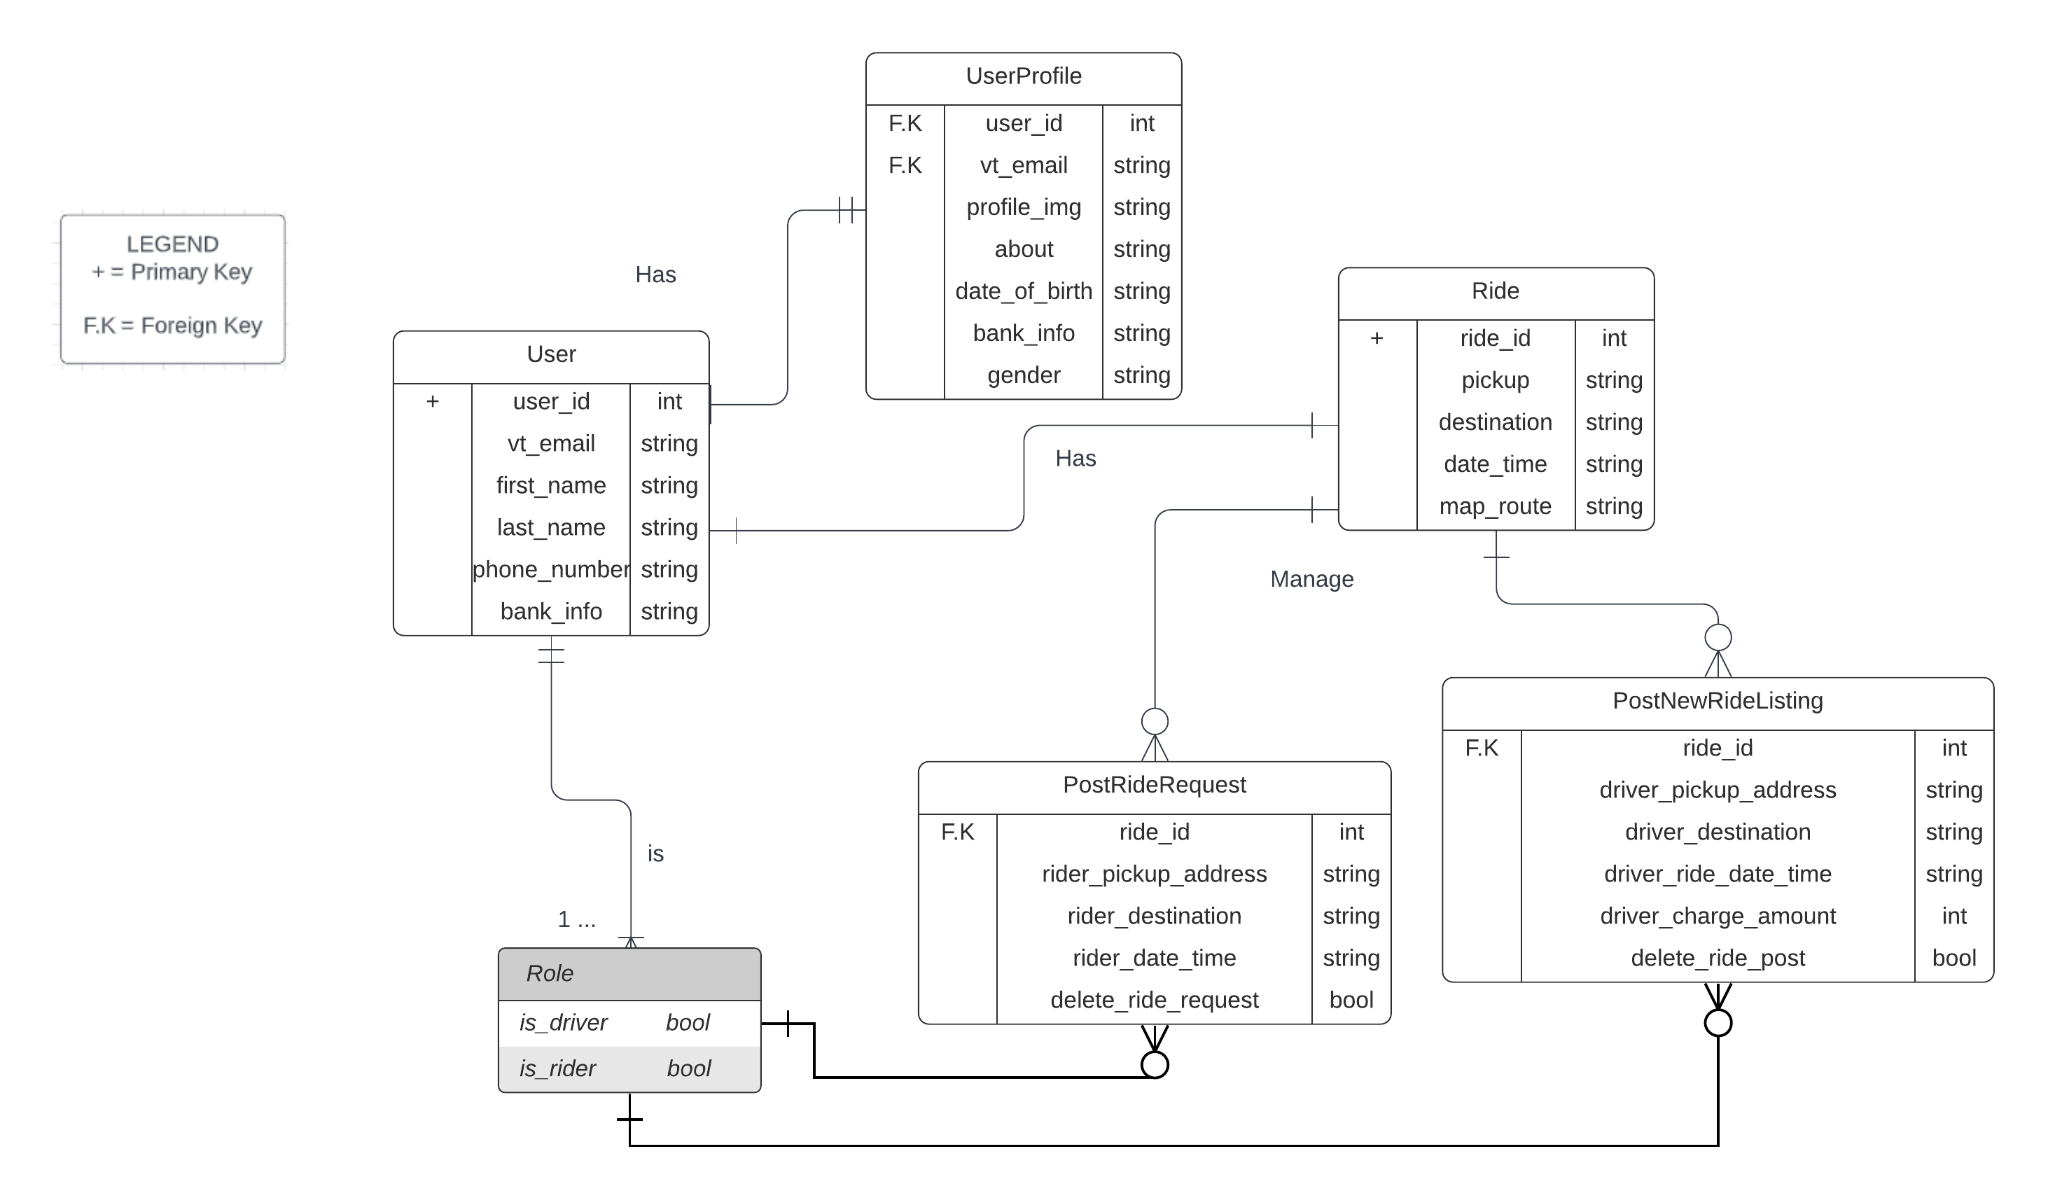 UserProfile
F.K user_id int
F.K vt_email string
profile_img string
about string
date_of_birth string
bank_info string
gender string
LEGEND
+ = Primary Key
F.K = Foreign Key
Has
User
+ user_id int
vt_email string
first_name string
last_name string
phone_number string
bank_info string
Ride
+ ride_id int
pickup string
destination string
date_time string
map_route string
Has
Manage
PostRideRequest
F.K ride_id int
rider_pickup_address string
rider_destination string
rider_date_time string
delete_ride_request bool
PostNewRideListing
F.K ride_id int
driver_pickup_address string
driver_destination string
driver_ride_date_time string
driver_charge_amount int
delete_ride_post bool
is
1 ...
Role
is_driver bool
is_rider bool